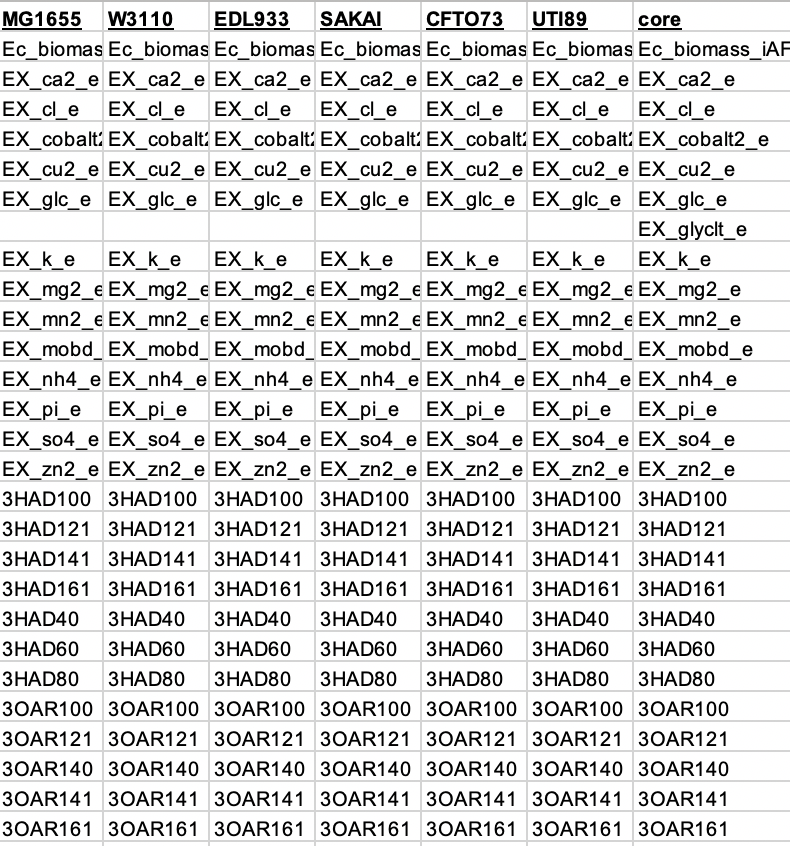 MG1655 W3110 EDL933 SAKAI CFTO73 UTI89 core
Ec_biomas Ec_biomas Ec_biomas Ec_biomas Ec_biomas Ec_biomas Ec_biomass_iAF
EX_ca2_e EX_ca2_e EX_ca2_e EX_ca2_e EX_ca2_e EX_ca2_e EX_ca2_e
EX_cl_e EX_cl_e EX_cl_e EX_cl_e EX_cl_e EX_cl_e EX_cl_e
EX_cobalt2 EX_cobalt2 EX_cobalt2 EX_cobalt2 EX_cobalt2 EX_cobalt2 EX_cobalt2_e
EX_cu2_e EX_cu2_e EX_cu2_e EX_cu2_e EX_cu2_e EX_cu2_e EX_cu2_e
EX_glc_e EX_glc_e EX_glc_e EX_glc_e EX_glc_e EX_glc_e EX_glc_e
EX_glyclt_e
EX_k_e EX_k_e EX_k_e EX_k_e EX_k_e EX_k_e EX_k_e
EX_mg2_e EX_mg2_e EX_mg2_e EX_mg2_e EX_mg2_e EX_mg2_e EX_mg2_e
EX_mn2_e EX_mn2_e EX_mn2_e EX_mn2_e EX_mn2_e EX_mn2_e EX_mn2_e
EX_mobd_ EX_mobd_ EX_mobd_ EX_mobd_ EX_mobd_ EX_mobd_ EX_mobd_e
EX_nh4_e EX_nh4_e EX_nh4_e EX_nh4_e EX_nh4_e EX_nh4_e EX_nh4_e
EX_pi_e EX_pi_e EX_pi_e EX_pi_e EX_pi_e EX_pi_e EX_pi_e
EX_so4_e EX_so4_e EX_so4_e EX_so4_e EX_so4_e EX_so4_e EX_so4_e
EX_zn2_e EX_zn2_e EX_zn2_e EX_zn2_e EX_zn2_e EX_zn2_e EX_zn2_e
3HAD100 3HAD100 3HAD100 3HAD100 3HAD100 3HAD100 3HAD100
3HAD121 3HAD121 3HAD121 3HAD121 3HAD121 3HAD121 3HAD121
3HAD141 3HAD141 3HAD141 3HAD141 3HAD141 3HAD141 3HAD141
3HAD161 3HAD161 3HAD161 3HAD161 3HAD161 3HAD161 3HAD161
3HAD40 3HAD40 3HAD40 3HAD40 3HAD40 3HAD40 3HAD40
3HAD60 3HAD60 3HAD60 3HAD60 3HAD60 3HAD60 3HAD60
3HAD80 3HAD80 3HAD80 3HAD80 3HAD80 3HAD80 3HAD80
3OAR100 3OAR100 3OAR100 3OAR100 3OAR100 3OAR100 3OAR100
3OAR121 3OAR121 3OAR121 3OAR121 3OAR121 3OAR121 3OAR121
3OAR140 3OAR140 3OAR140 3OAR140 3OAR140 3OAR140 3OAR140
3OAR141 3OAR141 3OAR141 3OAR141 3OAR141 3OAR141 3OAR141
3OAR161 3OAR161 3OAR161 3OAR161 3OAR161 3OAR161 3OAR161